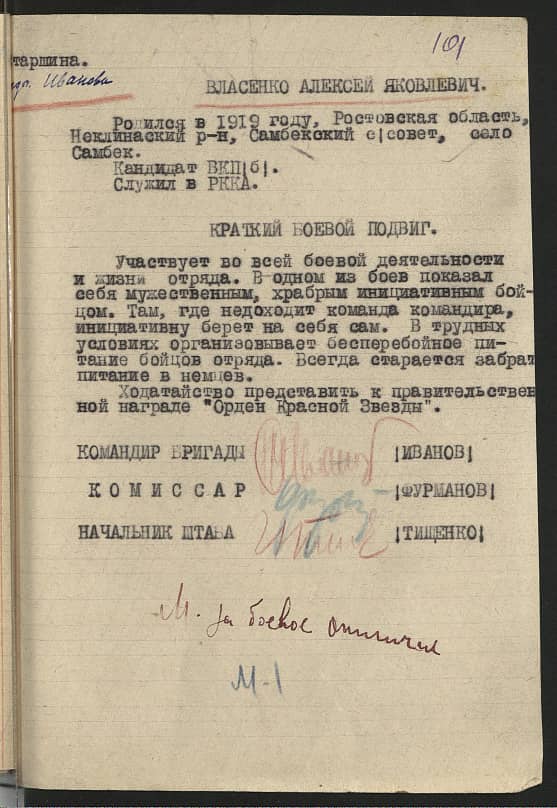 101
таршина.
Иванова
ВЛАСЕНКО АЛЕКСЕЙ ЯКОВЛЕВИЧ.
Родился в 1919 году, Ростовская область,
Неклинаский р-н, Самбекский с|совет, село
Самбек.
Кандидат ВКП|б|.
Служил в РККА.
КРАТКИЙ БОЕВОЙ ПОДВИГ.
Участвует во всей боевой деятельности
и жизни отряда. В одном из боев показал
себя мужественным, храбрым инициативным бой-
цом. Там, где недоходит команда командира,
инициативну берет на себя сам. В трудных
условиях организовывает бесперебойное пи-
тание бойцов отряда. Всегда старается забрат
питание в немцев.
Ходатайство представить к правительствен
ной награде "Орден Красной Звезды".
КОМАНДИР БРИГАДЫ |ИВАНОВ|
К О М И С С А Р |ФУРМАНОВ|
НАЧАЛЬНИК ШТАБА |ТИЩЕНКО|
М. за боевое отличие
М-1